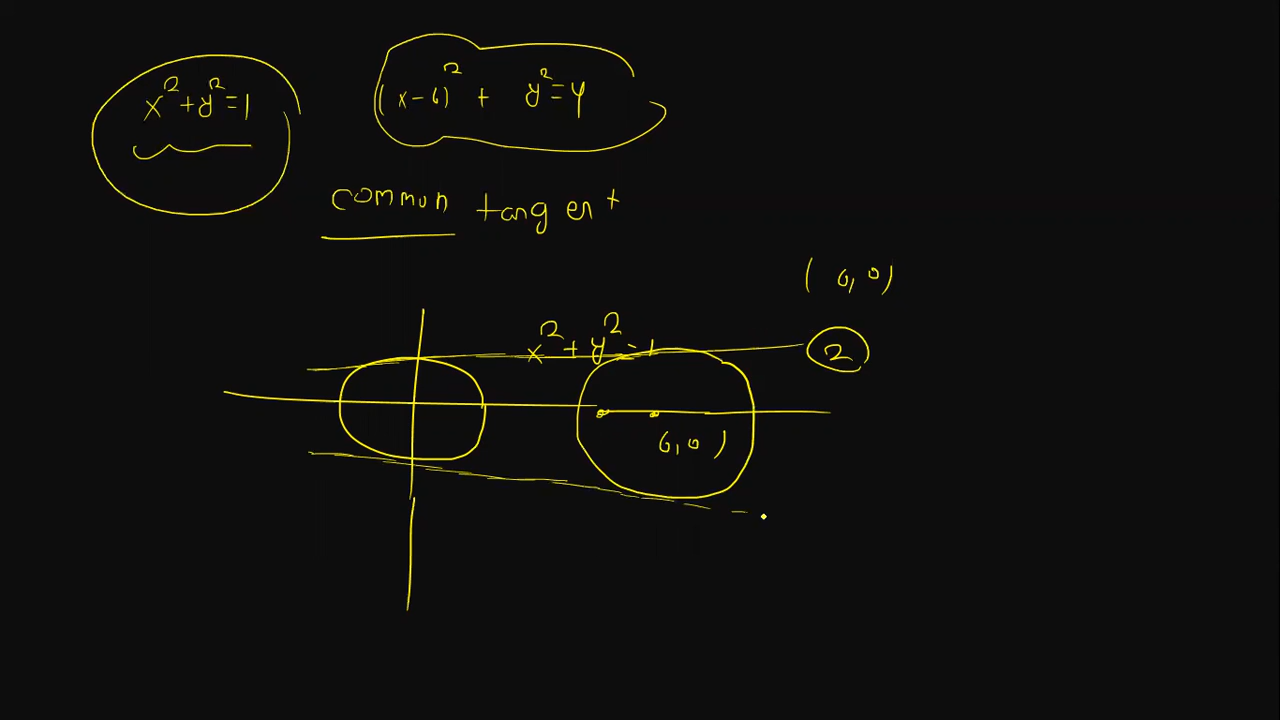 x²+y²=1 (x-6)² + y²=4
common tangent
(6,0)
x²+y²=1
2
6,0)